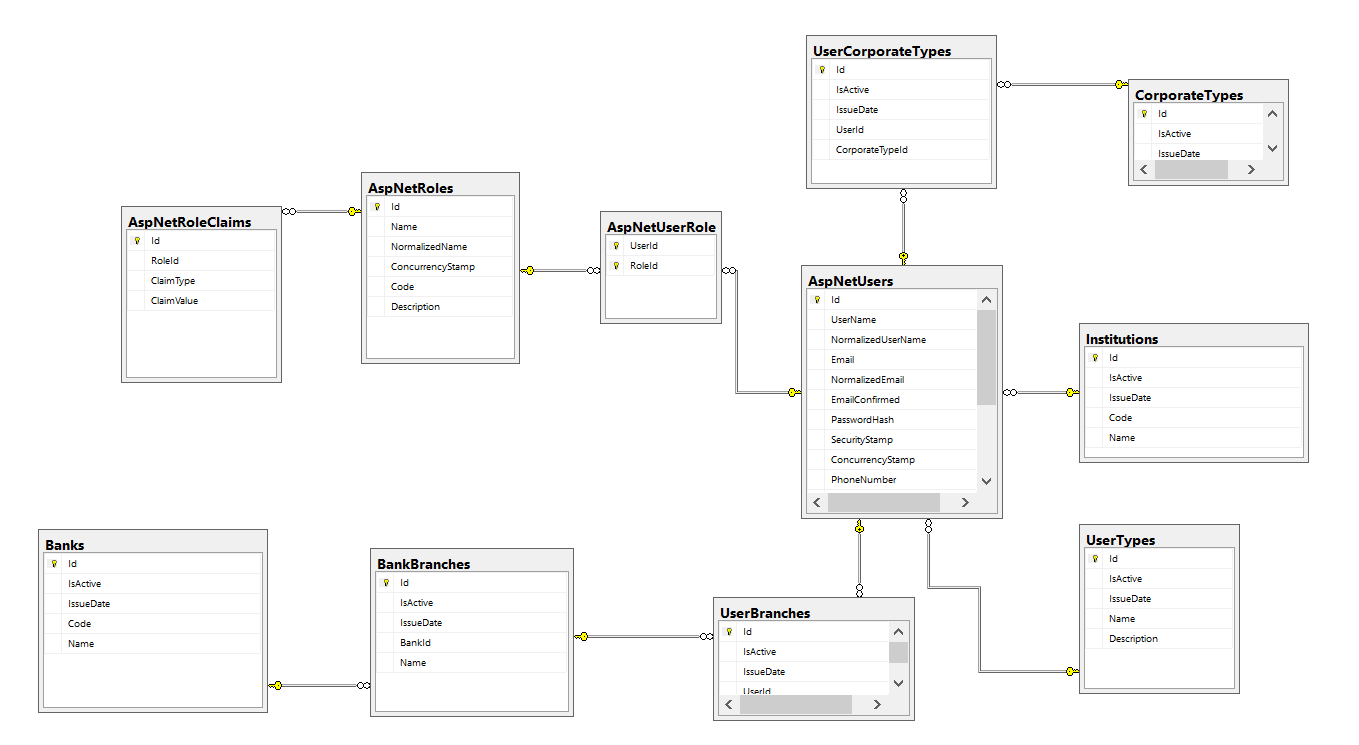 UserCorporateTypes
Id
IsActive
IssueDate
UserId
CorporateTypeId
CorporateTypes
Id
IsActive
IssueDate
AspNetRoles
Id
Name
NormalizedName
ConcurrencyStamp
Code
Description
AspNetRoleClaims
Id
RoleId
ClaimType
ClaimValue
AspNetUserRole
UserId
RoleId
AspNetUsers
Id
UserName
NormalizedUserName
Email
NormalizedEmail
EmailConfirmed
PasswordHash
SecurityStamp
ConcurrencyStamp
PhoneNumber
Institutions
Id
IsActive
IssueDate
Code
Name
Banks
Id
IsActive
IssueDate
Code
Name
BankBranches
Id
IsActive
IssueDate
BankId
Name
UserBranches
Id
IsActive
IssueDate
UserId
UserTypes
Id
IsActive
IssueDate
Name
Description